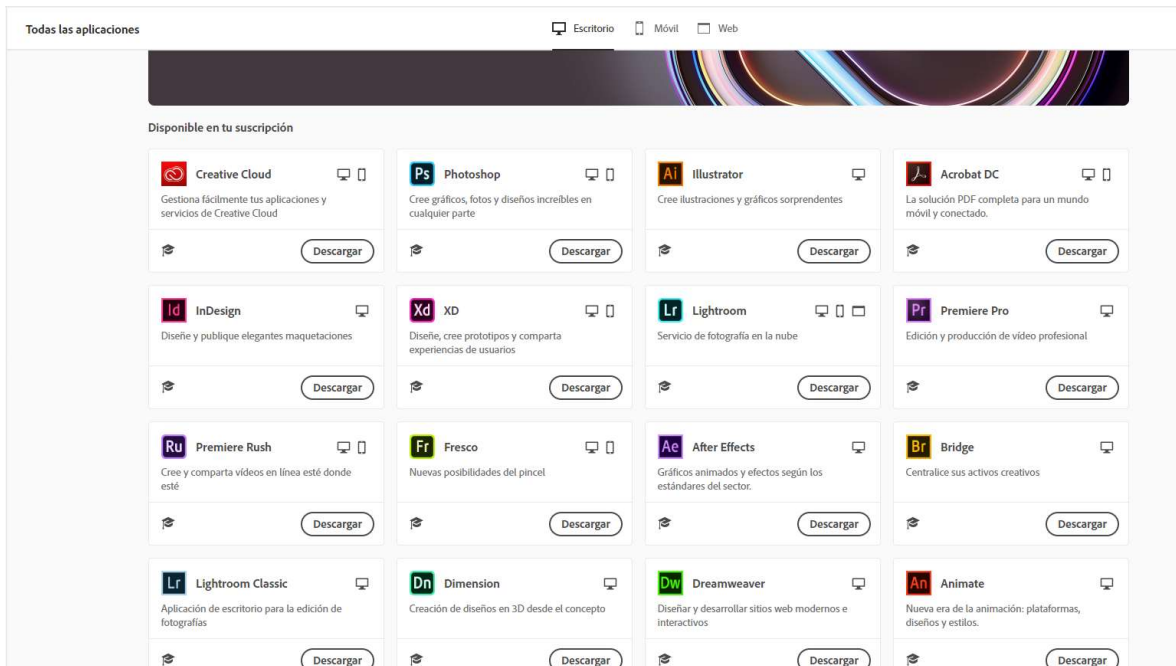 Todas las aplicaciones
Escritorio
Móvil
Web
Disponible en tu suscripción
Creative Cloud
Gestiona fácilmente tus aplicaciones y
servicios de Creative Cloud
Descargar
Ps Photoshop
Cree gráficos, fotos y diseños increíbles en
cualquier parte
Descargar
Ai Illustrator
Cree ilustraciones y gráficos sorprendentes
Descargar
Acrobat DC
La solución PDF completa para un mundo
móvil y conectado.
Descargar
Id InDesign
Diseñe y publique elegantes maquetaciones
Descargar
Xd XD
Diseñe, cree prototipos y comparta
experiencias de usuarios
Descargar
Lr Lightroom
Servicio de fotografía en la nube
Descargar
Pr Premiere Pro
Edición y producción de vídeo profesional
Descargar
Ru Premiere Rush
Cree y comparta vídeos en línea esté donde
esté
Descargar
Fr Fresco
Nuevas posibilidades del pincel
Descargar
Ae After Effects
Gráficos animados y efectos según los
estándares del sector.
Descargar
Br Bridge
Centralice sus activos creativos
Descargar
Lr Lightroom Classic
Aplicación de escritorio para la edición de
fotografías
Descargar
Dn Dimension
Creación de diseños en 3D desde el concepto
Descargar
Dw Dreamweaver
Diseñar y desarrollar sitios web modernos e
interactivos
Descargar
An Animate
Nueva era de la animación: plataformas,
diseños y estilos.
Descargar